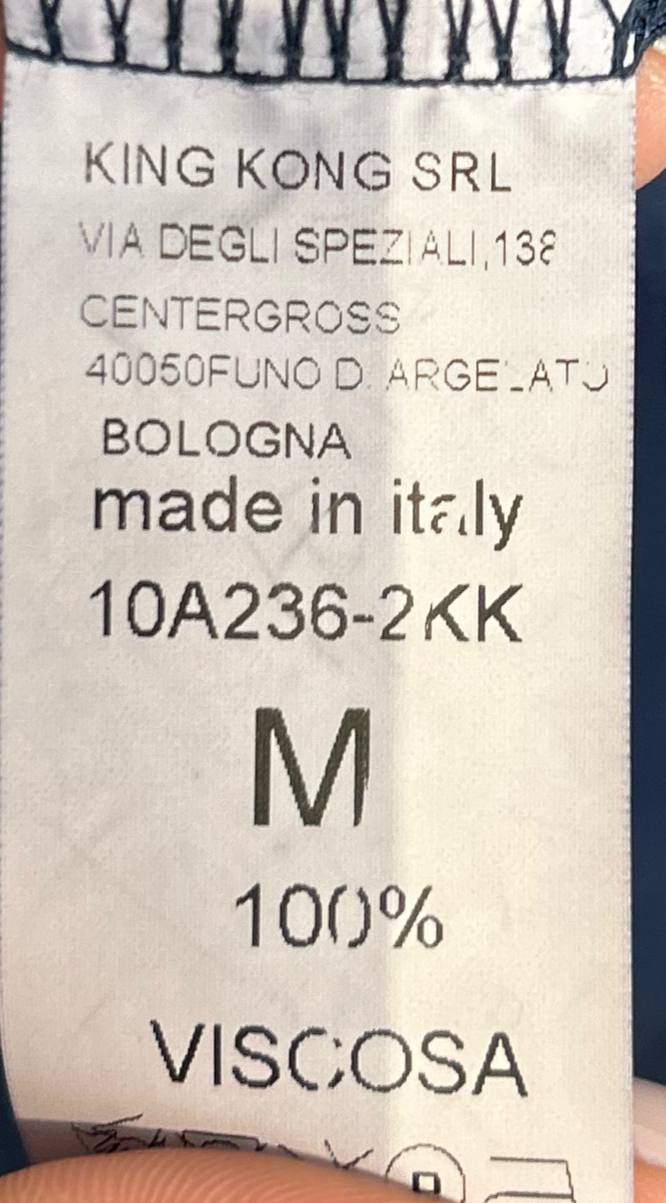 KING KONG SRL
VIA DEGLI SPEZIALI,138
CENTERGROSS
40050FUNO D. ARGELATO
BOLOGNA
made in italy
10A236-2KK
M
100%
VISCOSA